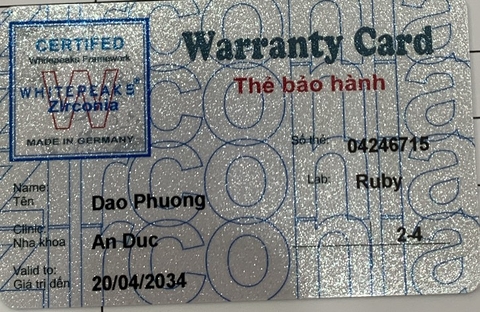 CERTIFED
Whitepeaks Framework
WHITEPEAKS
Zirconia
W
MADE IN GERMANY
Warranty Card
Thẻ bảo hành
Số thẻ: 04246715
Lab: Ruby
Name:
Tên
Dao Phuong
Clinic:
Nha khoa
An Duc
2-4
Valid to:
Giá trị đến
20/04/2034
zirconia